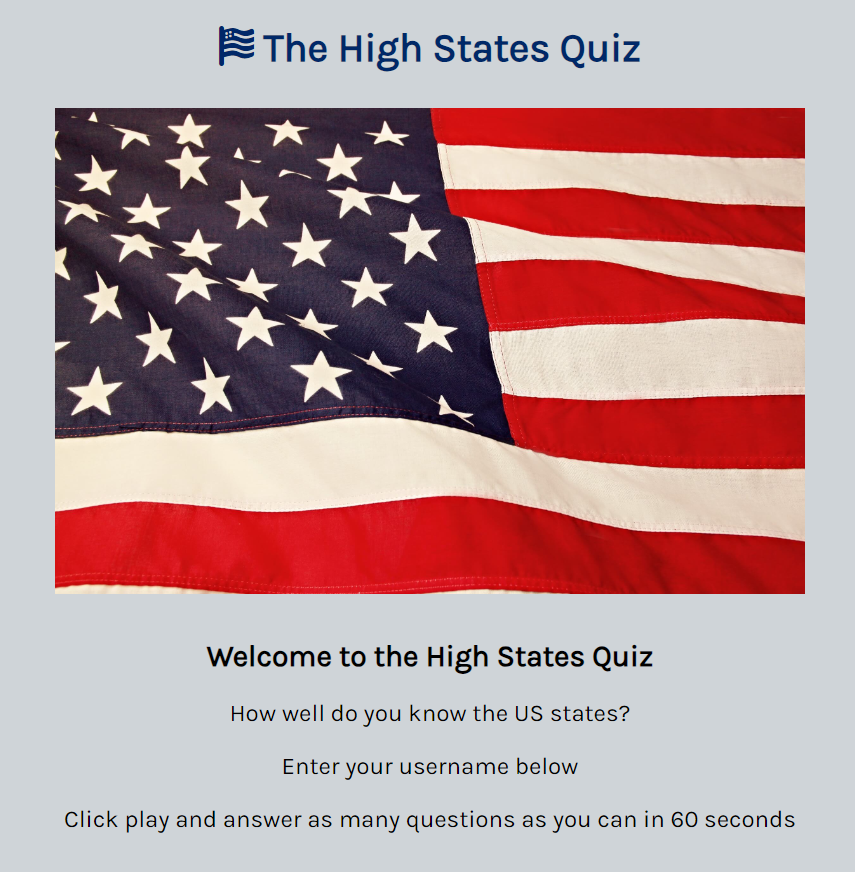 The High States Quiz
Welcome to the High States Quiz
How well do you know the US states?
Enter your username below
Click play and answer as many questions as you can in 60 seconds